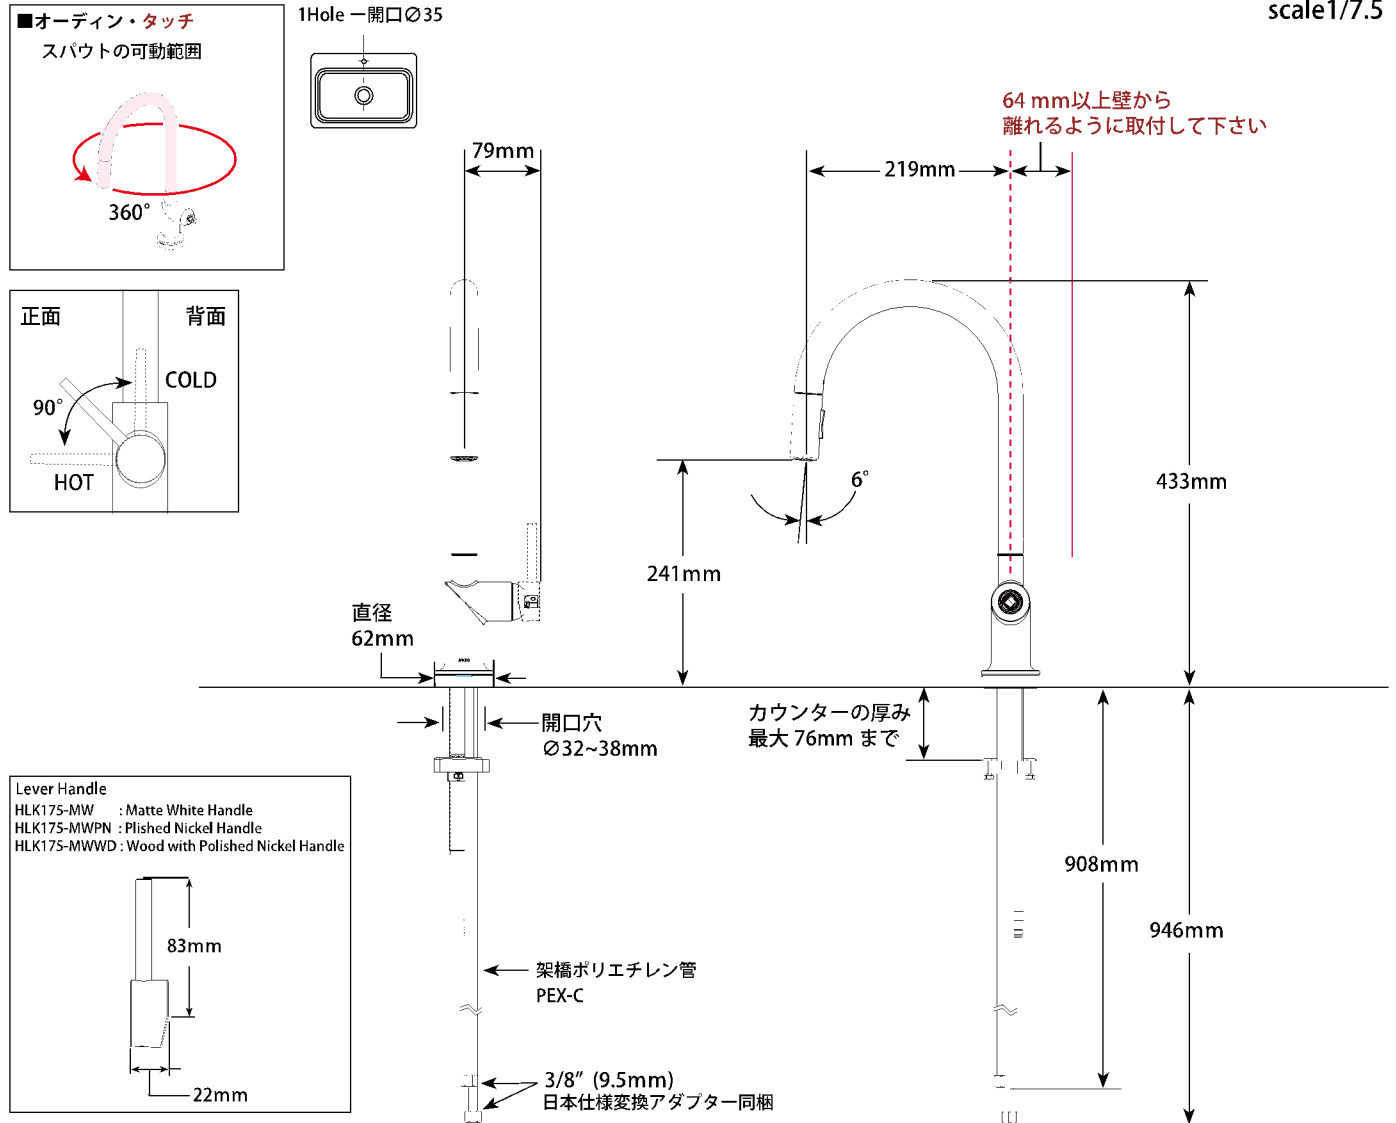 ■オーディン・タッチ
スパウトの可動範囲
360°
1Hole 一開口∅35
scale1/7.5
64 mm以上壁から
離れるように取付して下さい
79mm
219mm
正面
背面
COLD
90°
HOT
433mm
6°
241mm
直径
62mm
開口穴
∅32~38mm
カウンターの厚み
最大 76mm まで
Lever Handle
HLK175-MW : Matte White Handle
HLK175-MWPN : Plished Nickel Handle
HLK175-MWWD : Wood with Polished Nickel Handle
83mm
22mm
908mm
946mm
架橋ポリエチレン管
PEX-C
3/8” (9.5mm)
日本仕様変換アダプター同梱